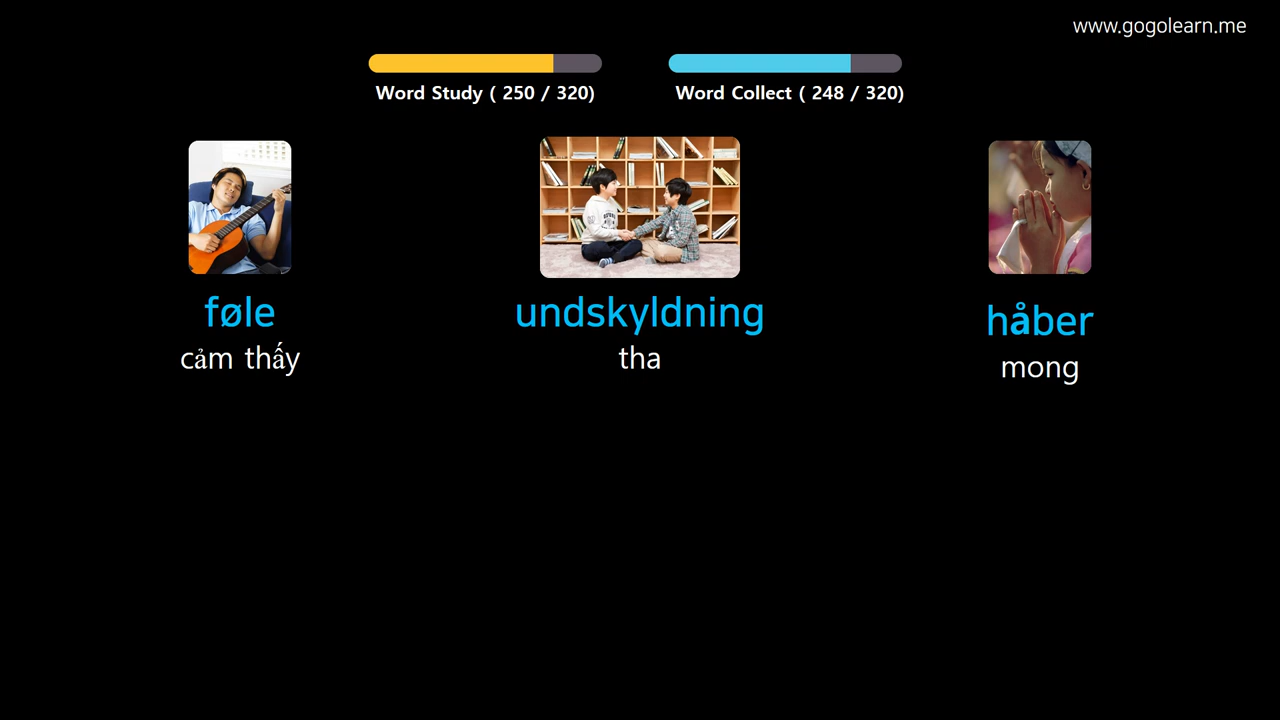 www.gogolearn.me
Word Study ( 250 / 320)
Word Collect ( 248 / 320)
føle
undskyldning
håber
cảm thấy
tha
mong